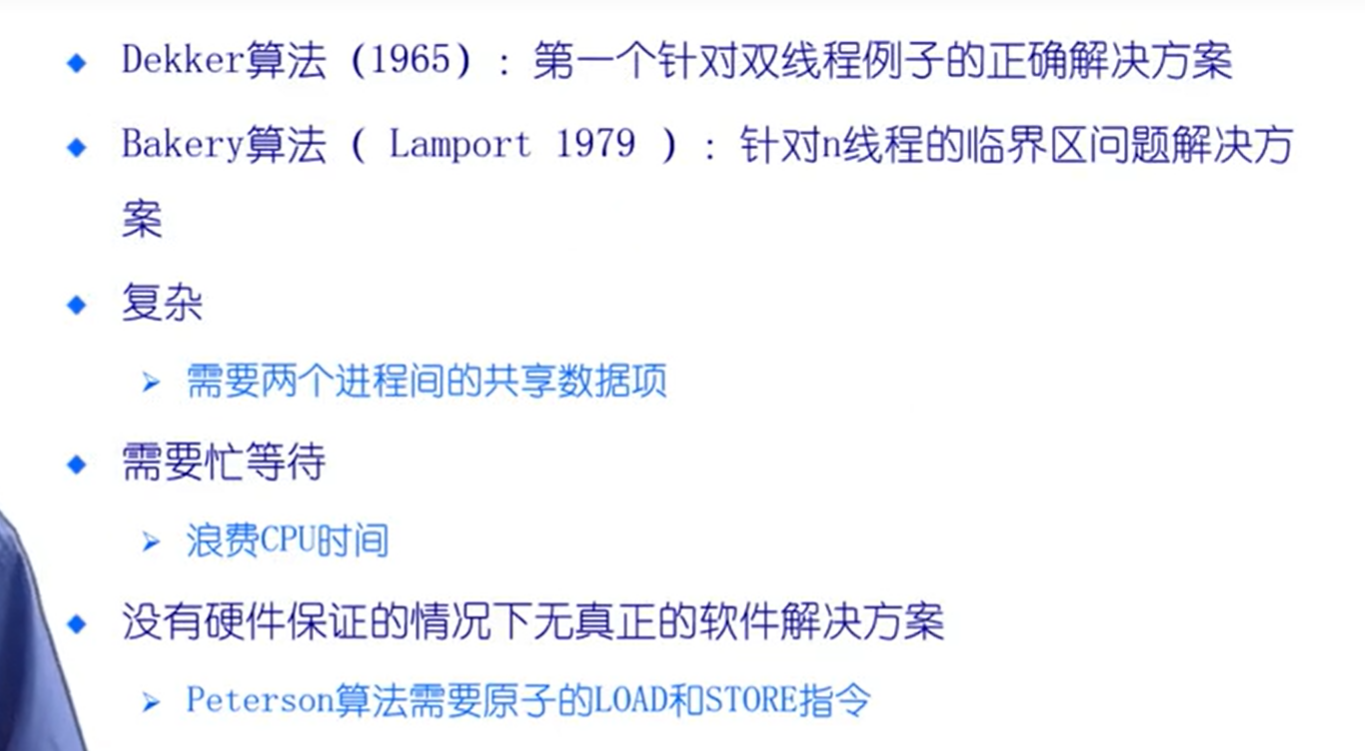 Dekker算法（1965）：第一个针对双线程例子的正确解决方案
Bakery算法（ Lamport 1979 ）：针对n线程的临界区问题解决方
案
复杂
需要两个进程间的共享数据项
需要忙等待
浪费CPU时间
没有硬件保证的情况下无真正的软件解决方案
Peterson算法需要原子的LOAD和STORE指令